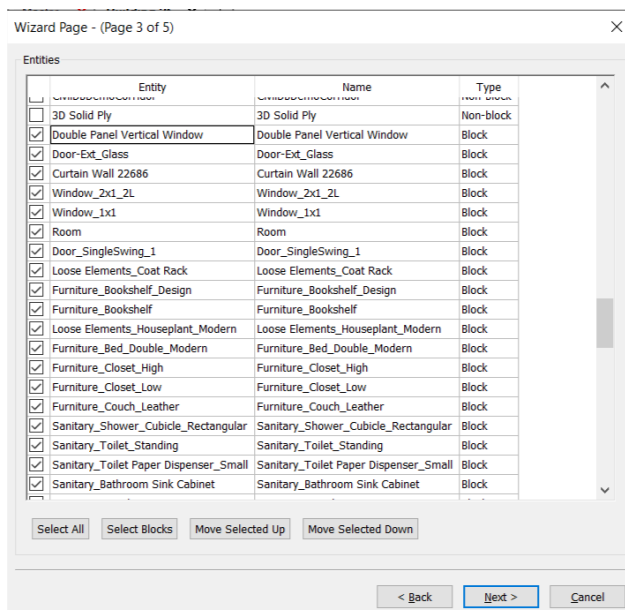 Wizard Page - (Page 3 of 5)
Entities
Entity Name Type
3D Solid Ply 3D Solid Ply Non-block
Double Panel Vertical Window Double Panel Vertical Window Block
Door-Ext_Glass Door-Ext_Glass Block
Curtain Wall 22686 Curtain Wall 22686 Block
Window_2x1_2L Window_2x1_2L Block
Window_1x1 Window_1x1 Block
Room Room Block
Door_SingleSwing_1 Door_SingleSwing_1 Block
Loose Elements_Coat Rack Loose Elements_Coat Rack Block
Furniture_Bookshelf_Design Furniture_Bookshelf_Design Block
Furniture_Bookshelf Furniture_Bookshelf Block
Loose Elements_Houseplant_Modern Loose Elements_Houseplant_Modern Block
Furniture_Bed_Double_Modern Furniture_Bed_Double_Modern Block
Furniture_Closet_High Furniture_Closet_High Block
Furniture_Closet_Low Furniture_Closet_Low Block
Furniture_Couch_Leather Furniture_Couch_Leather Block
Sanitary_Shower_Cubicle_Rectangular Sanitary_Shower_Cubicle_Rectangular Block
Sanitary_Toilet_Standing Sanitary_Toilet_Standing Block
Sanitary_Toilet Paper Dispenser_Small Sanitary_Toilet Paper Dispenser_Small Block
Sanitary_Bathroom Sink Cabinet Sanitary_Bathroom Sink Cabinet Block
Select All Select Blocks Move Selected Up Move Selected Down
< Back Next > Cancel